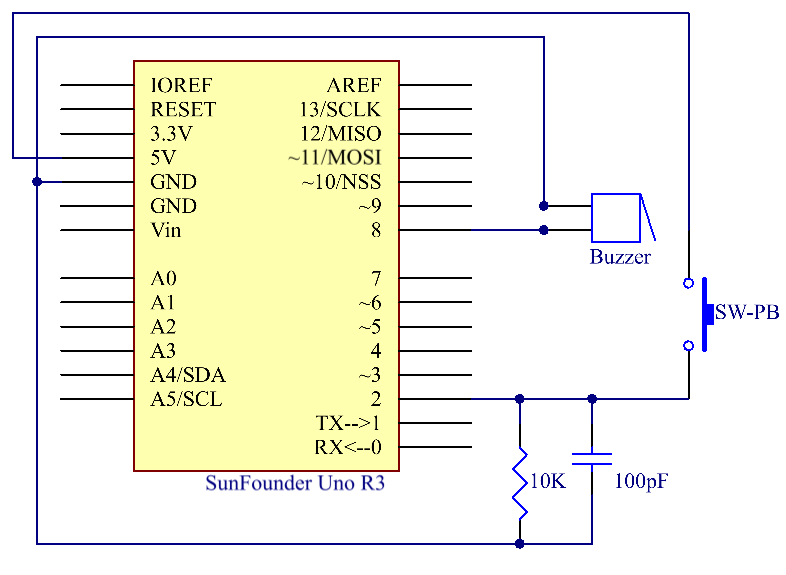 IOREF
RESET
3.3V
5V
GND
GND
Vin
A0
A1
A2
A3
A4/SDA
A5/SCL
AREF
13/SCLK
12/MISO
~11/MOSI
~10/NSS
~9
8
7
~6
~5
4
~3
2
TX-->1
RX<--0
SunFounder Uno R3
Buzzer
SW-PB
10K
100pF